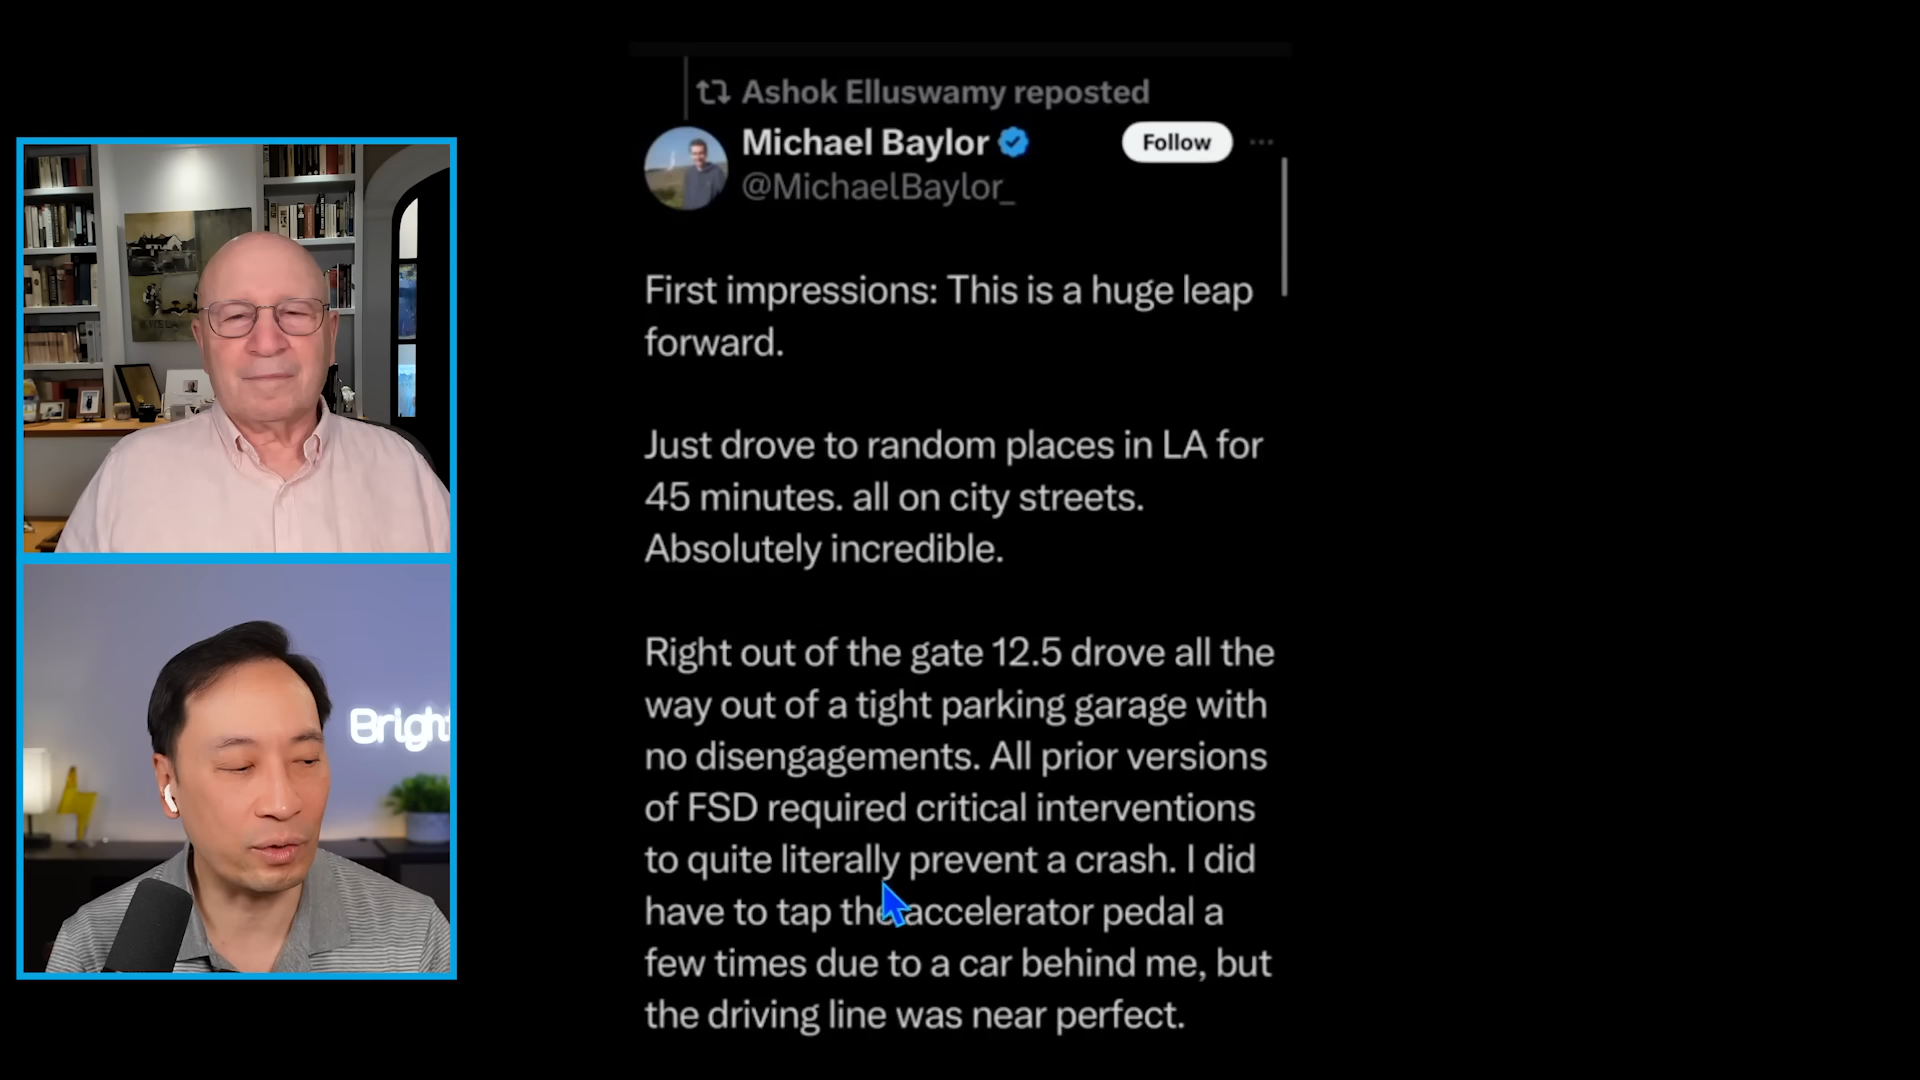 Ashok Elluswamy reposted
Michael Baylor
Follow
@MichaelBaylor_
First impressions: This is a huge leap
forward.
Just drove to random places in LA for
45 minutes. all on city streets.
Absolutely incredible.
Right out of the gate 12.5 drove all the
way out of a tight parking garage with
no disengagements. All prior versions
of FSD required critical interventions
to quite literally prevent a crash. I did
have to tap the accelerator pedal a
few times due to a car behind me, but
the driving line was near perfect.
Bright